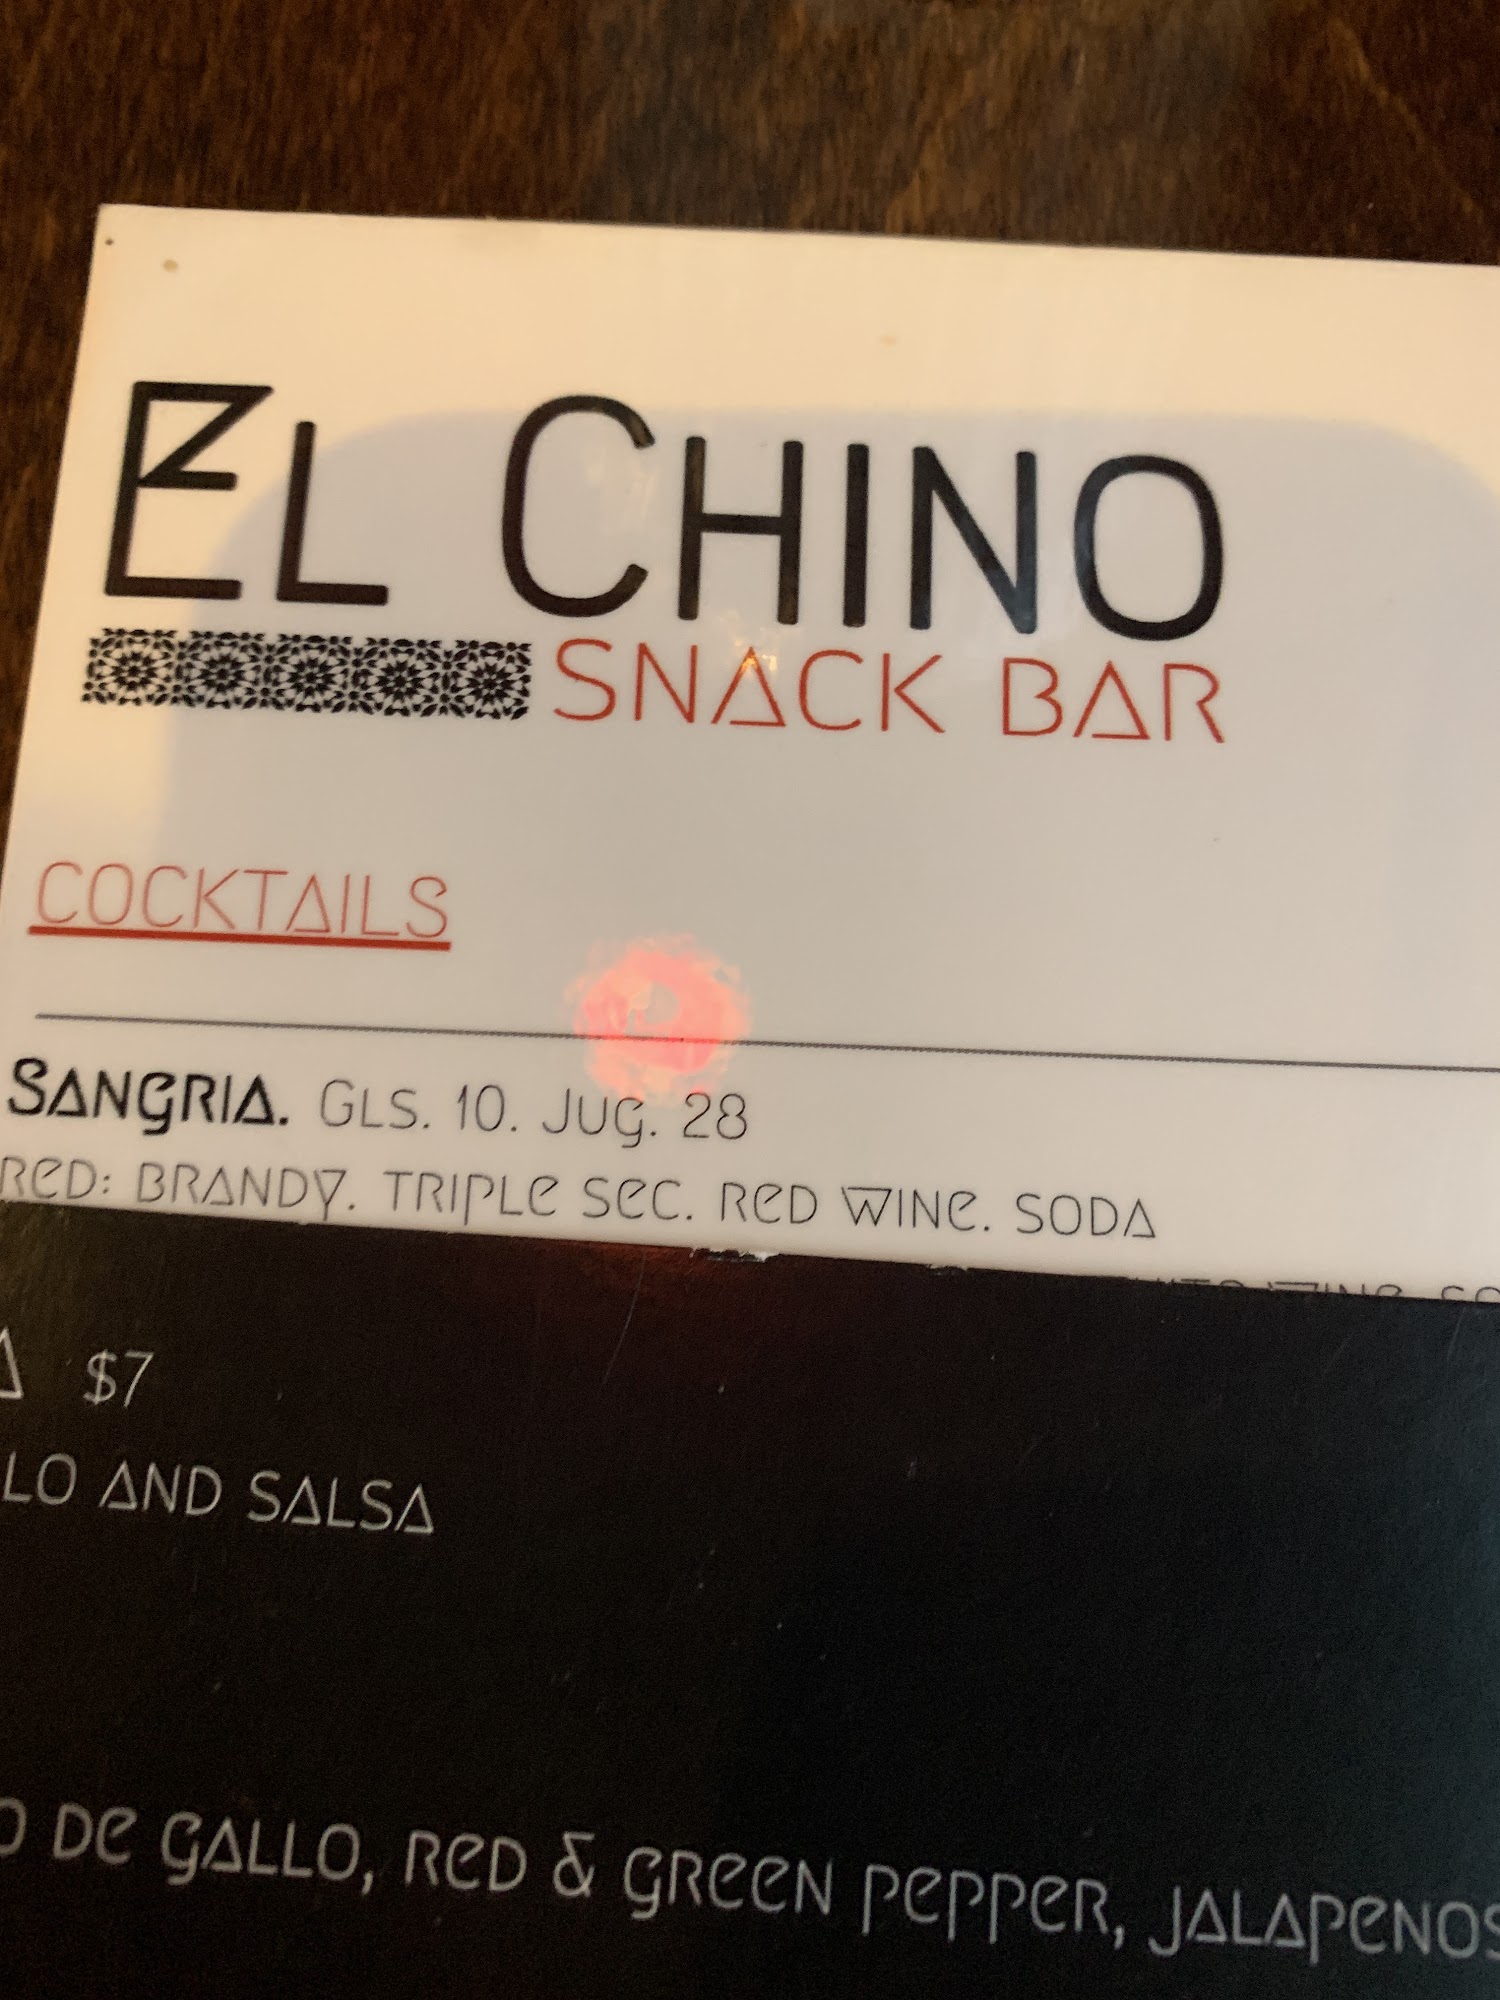 El Chino
SNACK BAR
COCKTAILS
SANGRIA. GLS. 10. JUG. 28
RED: BRANDY. TRIPLE SEC. RED WINE. SODA
$7
AND SALSA
DE GALLO, RED & GREEN PEPPER, JALAPENOS